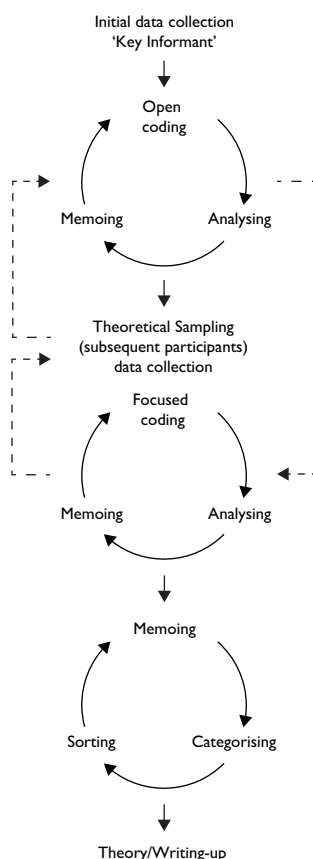 Initial data collection
‘Key Informant’
Open
coding
Memoing
Analysing
Theoretical Sampling
(subsequent participants)
data collection
Focused
coding
Memoing
Analysing
Memoing
Sorting
Categorising
Theory/Writing-up